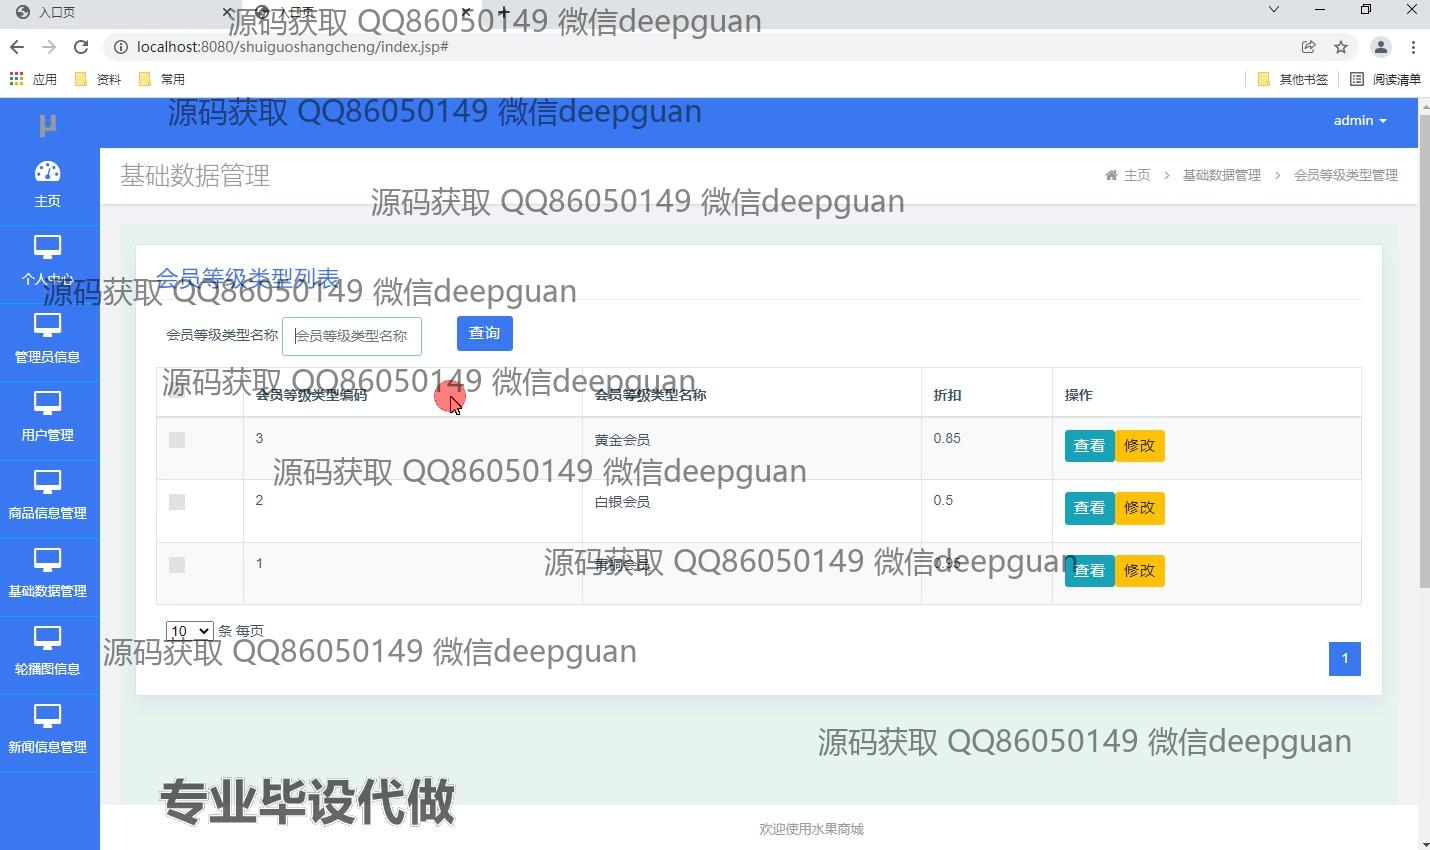 入口页
入口页
localhost:8080/shuiguoshangcheng/index.jsp#
应用 资料 常用 其他书签 阅读清单
源码获取 QQ86050149 微信deepguan
源码获取 QQ86050149 微信deepguan
μ
admin
主页
基础数据管理
主页 > 基础数据管理 > 会员等级类型管理
源码获取 QQ86050149 微信deepguan
个人中心
会员等级类型列表
源码获取 QQ86050149 微信deepguan
管理员信息
会员等级类型名称 会员等级类型名称 查询
源码获取 QQ86050149 微信deepguan
会员等级类型编码 会员等级类型名称 折扣 操作
用户管理
3 黄金会员 0.85 查看 修改
源码获取 QQ86050149 微信deepguan
商品信息管理
2 白银会员 0.5 查看 修改
源码获取 QQ86050149 微信deepguan
1 青铜会员 0.95 查看 修改
基础数据管理
10 条 每页
源码获取 QQ86050149 微信deepguan
1
轮播图信息
新闻信息管理
源码获取 QQ86050149 微信deepguan
专业毕设代做
欢迎使用水果商城